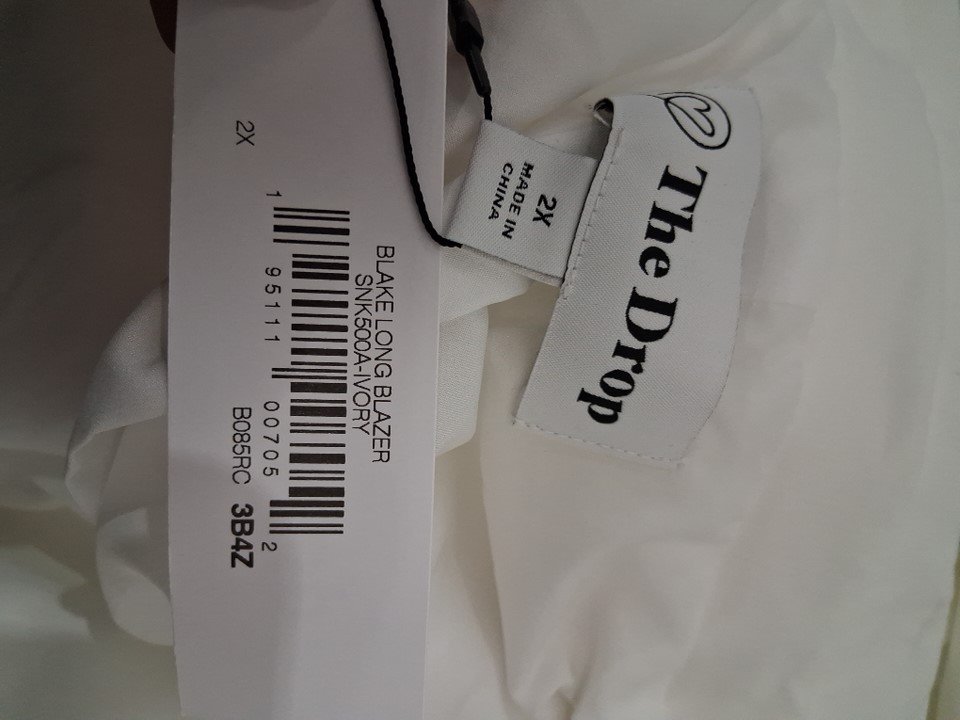 BLAKE LONG BLAZER
SNK500A-IVORY
1 95111 00705 2
2X
B085RC 3B4Z
The Drop
2X
MADE IN
CHINA